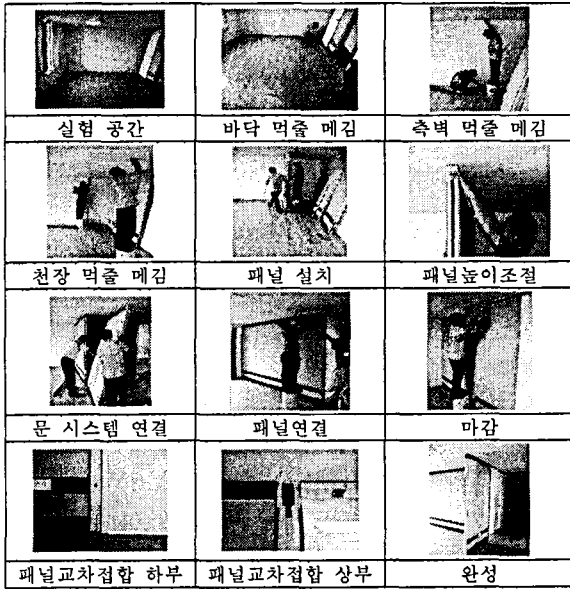 실험 공간
바닥 먹줄 메김
측벽 먹줄 메김
천장 먹줄 메김
패널 설치
패널높이조절
문 시스템 연결
패널연결
마감
패널교차접합 하부
패널교차접합 상부
완성